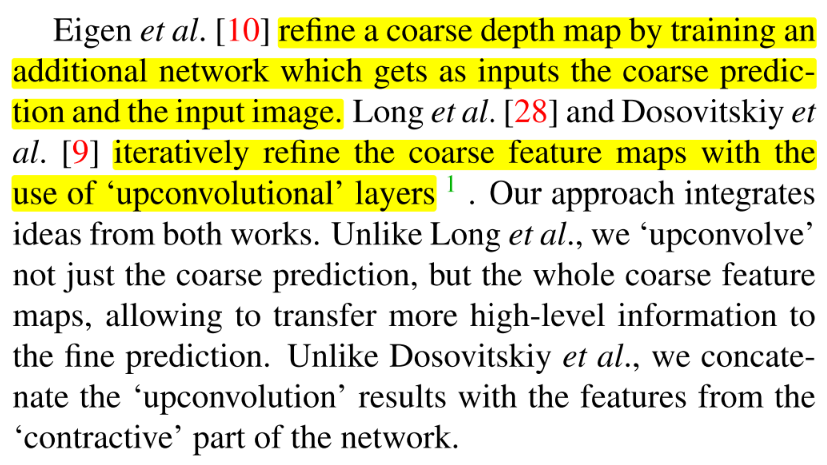 Eigen et al. [10] refine a coarse depth map by training an
additional network which gets as inputs the coarse predic-
tion and the input image. Long et al. [28] and Dosovitskiy et
al. [9] iteratively refine the coarse feature maps with the
use of ‘upconvolutional’ layers 1 . Our approach integrates
ideas from both works. Unlike Long et al., we ‘upconvolve’
not just the coarse prediction, but the whole coarse feature
maps, allowing to transfer more high-level information to
the fine prediction. Unlike Dosovitskiy et al., we concate-
nate the ‘upconvolution’ results with the features from the
‘contractive’ part of the network.